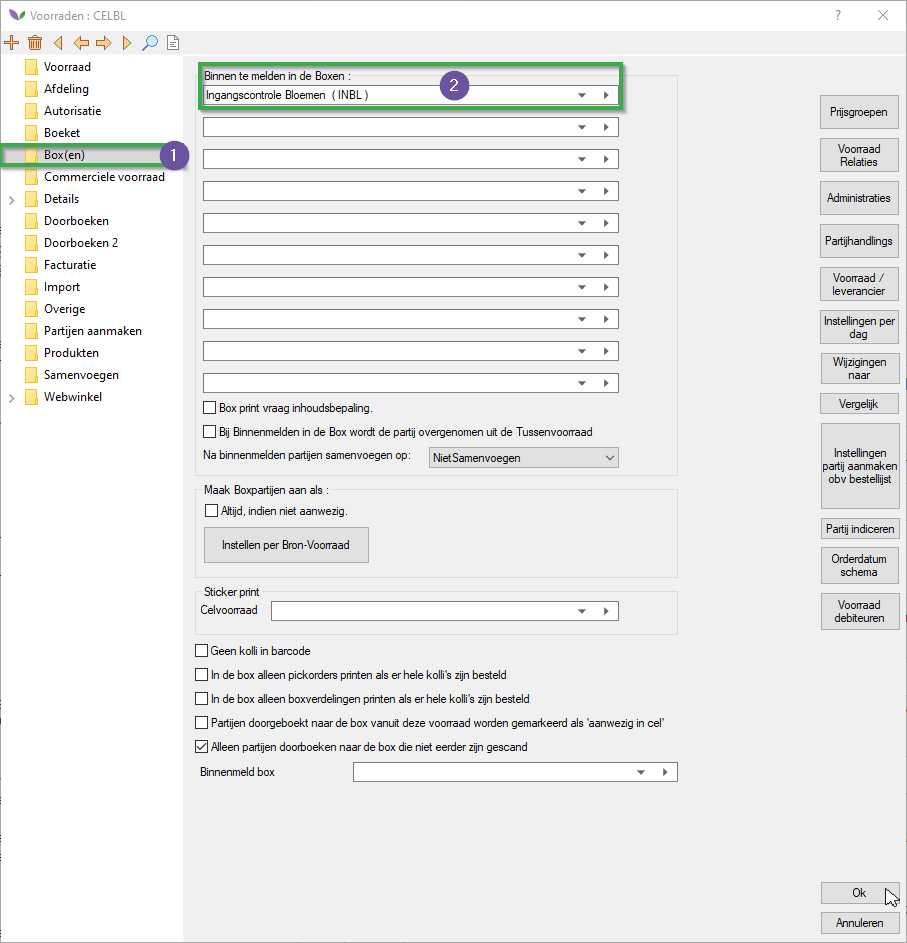 Voorraden : CELBL
?
Voorraad
Afdeling
Autorisatie
Boeket
Box(en)
1
Commerciele voorraad
Details
Doorboeken
Doorboeken 2
Facturatie
Import
Overige
Partijen aanmaken
Produkten
Samenvoegen
Webwinkel
Binnen te melden in de Boxen :
Ingangscontrole Bloemen ( INBL )
2
Box print vraag inhoudsbepaling.
Bij Binnenmelden in de Box wordt de partij overgenomen uit de Tussenvoorraad
Na binnenmelden partijen samenvoegen op:
NietSamenvoegen
Maak Boxpartijen aan als :
Altijd, indien niet aanwezig.
Instellen per Bron-Voorraad
Sticker print
Celvoorraad
Geen kolli in barcode
In de box alleen pickorders printen als er hele kolli's zijn besteld
In de box alleen boxverdelingen printen als er hele kolli's zijn besteld
Partijen doorgeboekt naar de box vanuit deze voorraad worden gemarkeerd als 'aanwezig in cel'
Alleen partijen doorboeken naar de box die niet eerder zijn gescand
Binnenmeld box
Prijsgroepen
Voorraad
Relaties
Administraties
Partijhandlings
Voorraad /
leverancier
Instellingen per
dag
Wijzigingen
naar
Vergelijk
Instellingen
partij aanmaken
obv bestellijst
Partij indiceren
Orderdatum
schema
Voorraad
debiteuren
Ok
Annuleren